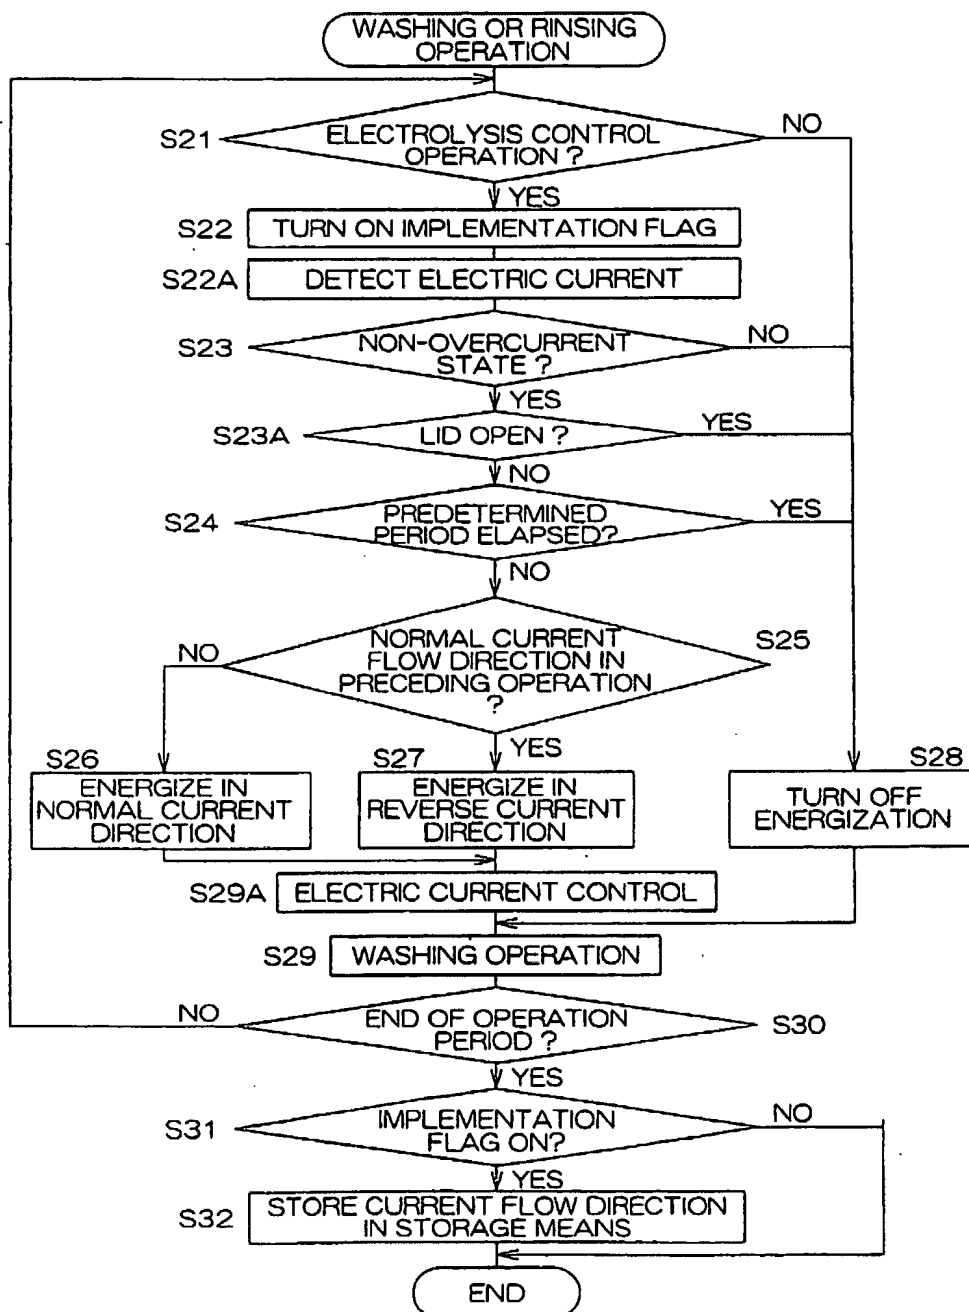 WASHING OR RINSING
OPERATION
S21
ELECTROLYSIS CONTROL
OPERATION ?
NO
YES
S22
TURN ON IMPLEMENTATION FLAG
S22A
DETECT ELECTRIC CURRENT
S23
NON-OVERCURRENT
STATE ?
NO
YES
S23A
LID OPEN ?
YES
NO
S24
PREDETERMINED
PERIOD ELAPSED?
YES
NO
NO
NORMAL CURRENT
FLOW DIRECTION IN
PRECEDING OPERATION
?
S25
YES
S26
ENERGIZE IN
NORMAL CURRENT
DIRECTION
S27
ENERGIZE IN
REVERSE CURRENT
DIRECTION
S28
TURN OFF
ENERGIZATION
S29A
ELECTRIC CURRENT CONTROL
S29
WASHING OPERATION
NO
END OF OPERATION
PERIOD ?
S30
YES
S31
IMPLEMENTATION
FLAG ON?
NO
YES
S32
STORE CURRENT FLOW DIRECTION
IN STORAGE MEANS
END